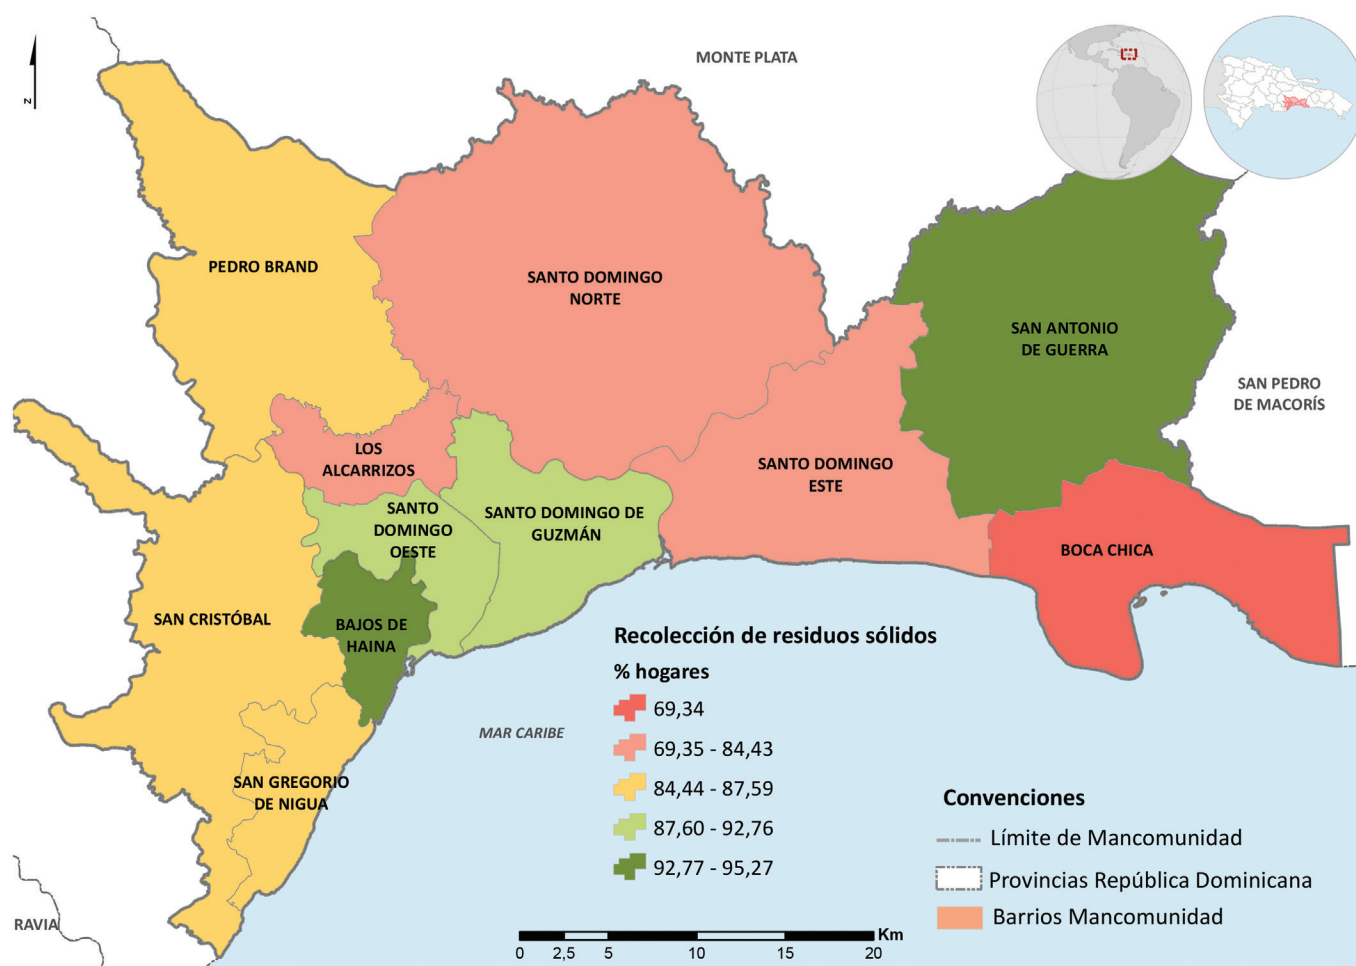 MONTE PLATA
N
PEDRO BRAND
SANTO DOMINGO
NORTE
SAN ANTONIO
DE GUERRA
SAN PEDRO
DE MACORÍS
LOS
ALCARRIZOS
SANTO DOMINGO
ESTE
SANTO
DOMINGO
OESTE
SANTO DOMINGO DE
GUZMÁN
BOCA CHICA
SAN CRISTÓBAL
BAJOS DE
HAINA
SAN GREGORIO
DE NIGUA
MAR CARIBE
RAVIA
Recolección de residuos sólidos
% hogares
69,34
69,35 - 84,43
84,44 - 87,59
87,60 - 92,76
92,77 - 95,27
Convenciones
Límite de Mancomunidad
Provincias República Dominicana
Barrios Mancomunidad
Km
0 2,5 5 10 15 20